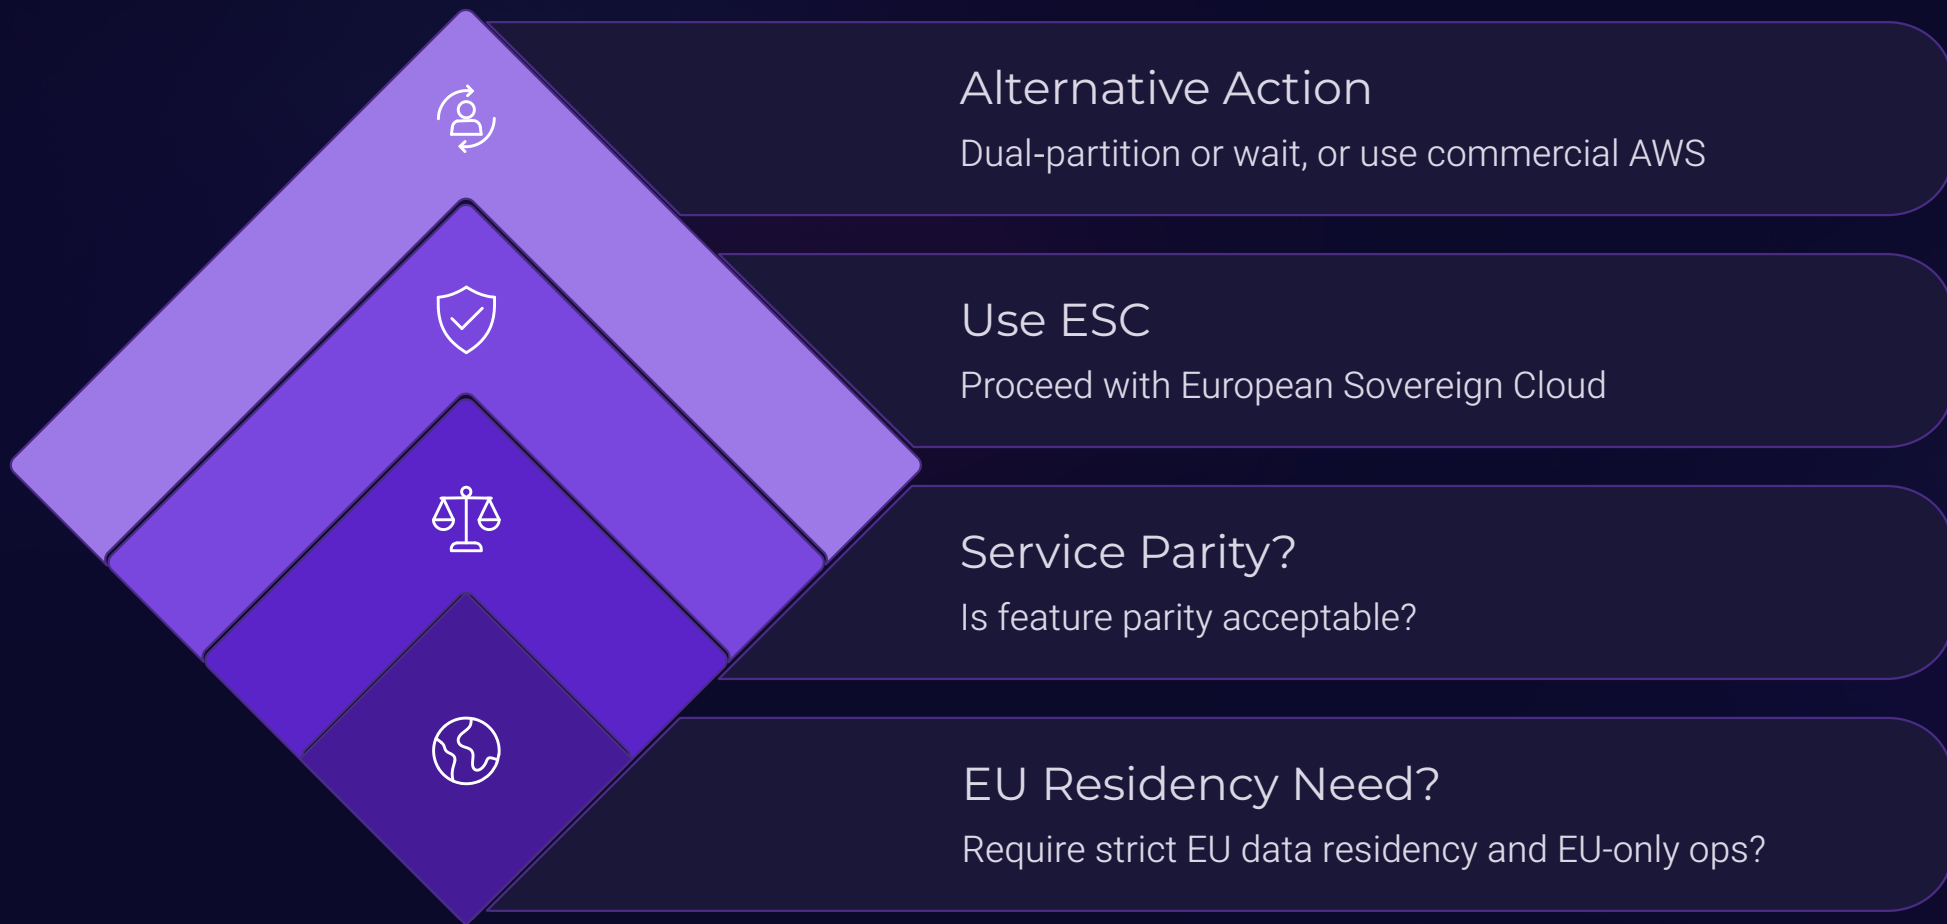 Alternative Action
Dual-partition or wait, or use commercial AWS
Use ESC
Proceed with European Sovereign Cloud
Service Parity?
Is feature parity acceptable?
EU Residency Need?
Require strict EU data residency and EU-only ops?